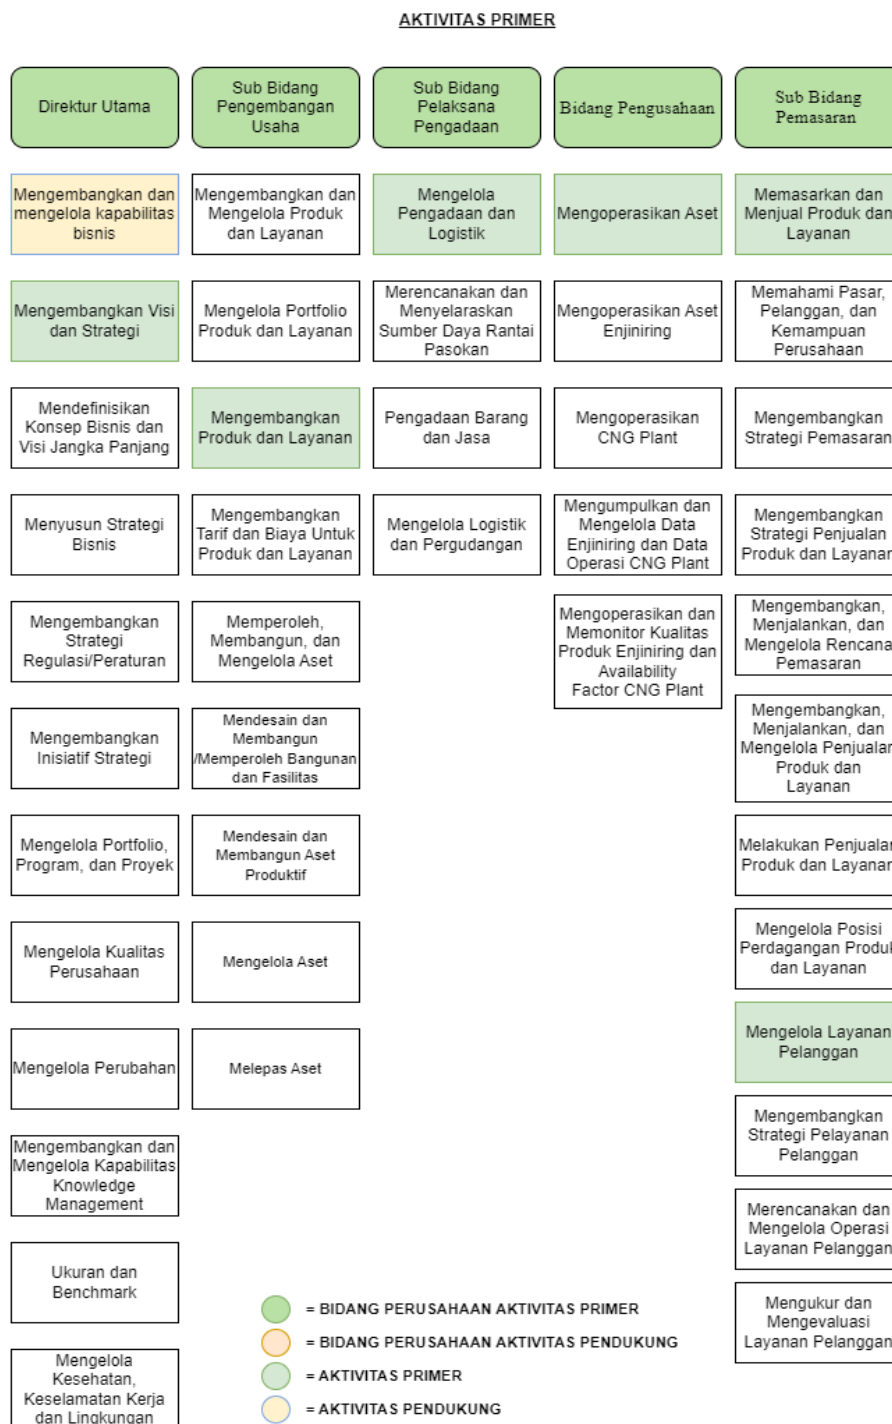 AKTIVITAS PRIMER
Direktur Utama
Mengembangkan dan
mengelola kapabilitas
bisnis
Mengembangkan Visi
dan Strategi
Mendefinisikan
Konsep Bisnis dan
Visi Jangka Panjang
Menyusun Strategi
Bisnis
Mengembangkan
Strategi
Regulasi/Peraturan
Mengembangkan
Inisiatif Strategi
Mengelola Portfolio,
Program, dan Proyek
Mengelola Kualitas
Perusahaan
Mengelola Perubahan
Mengembangkan dan
Mengelola Kapabilitas
Knowledge
Management
Ukuran dan
Benchmark
Mengelola
Kesehatan,
Keselamatan Kerja
dan Lingkungan
Sub Bidang
Pengembangan
Usaha
Mengembangkan dan
Mengelola Produk
dan Layanan
Mengelola Portfolio
Produk dan Layanan
Mengembangkan
Produk dan Layanan
Mengembangkan
Tarif dan Biaya Untuk
Produk dan Layanan
Memperoleh,
Membangun, dan
Mengelola Aset
Mendesain dan
Membangun
/Memperoleh Bangunan
dan Fasilitas
Mendesain dan
Membangun Aset
Produktif
Mengelola Aset
Melepas Aset
Sub Bidang
Pelaksana
Pengadaan
Mengelola
Pengadaan dan
Logistik
Merencanakan dan
Menyelaraskan
Sumber Daya Rantai
Pasokan
Pengadaan Barang
dan Jasa
Mengelola Logistik
dan Pergudangan
Bidang Pengusahaan
Mengoperasikan Aset
Mengoperasikan Aset
Enjiniring
Mengoperasikan
CNG Plant
Mengumpulkan dan
Mengelola Data
Enjiniring dan Data
Operasi CNG Plant
Mengoperasikan dan
Memonitor Kualitas
Produk Enjiniring dan
Availability
Factor CNG Plant
Sub Bidang
Pemasaran
Memasarkan dan
Menjual Produk dan
Layanan
Memahami Pasar,
Pelanggan, dan
Kemampuan
Perusahaan
Mengembangkan
Strategi Pemasaran
Mengembangkan
Strategi Penjualan
Produk dan Layanan
Mengembangkan,
Menjalankan, dan
Mengelola Rencana
Pemasaran
Mengembangkan,
Menjalankan, dan
Mengelola Penjualan
Produk dan
Layanan
Melakukan Penjualan
Produk dan Layanan
Mengelola Posisi
Perdagangan Produk
dan Layanan
Mengelola Layanan
Pelanggan
Mengembangkan
Strategi Pelayanan
Pelanggan
Merencanakan dan
Mengelola Operasi
Layanan Pelanggan
Mengukur dan
Mengevaluasi
Layanan Pelanggan
= BIDANG PERUSAHAAN AKTIVITAS PRIMER
= BIDANG PERUSAHAAN AKTIVITAS PENDUKUNG
= AKTIVITAS PRIMER
= AKTIVITAS PENDUKUNG